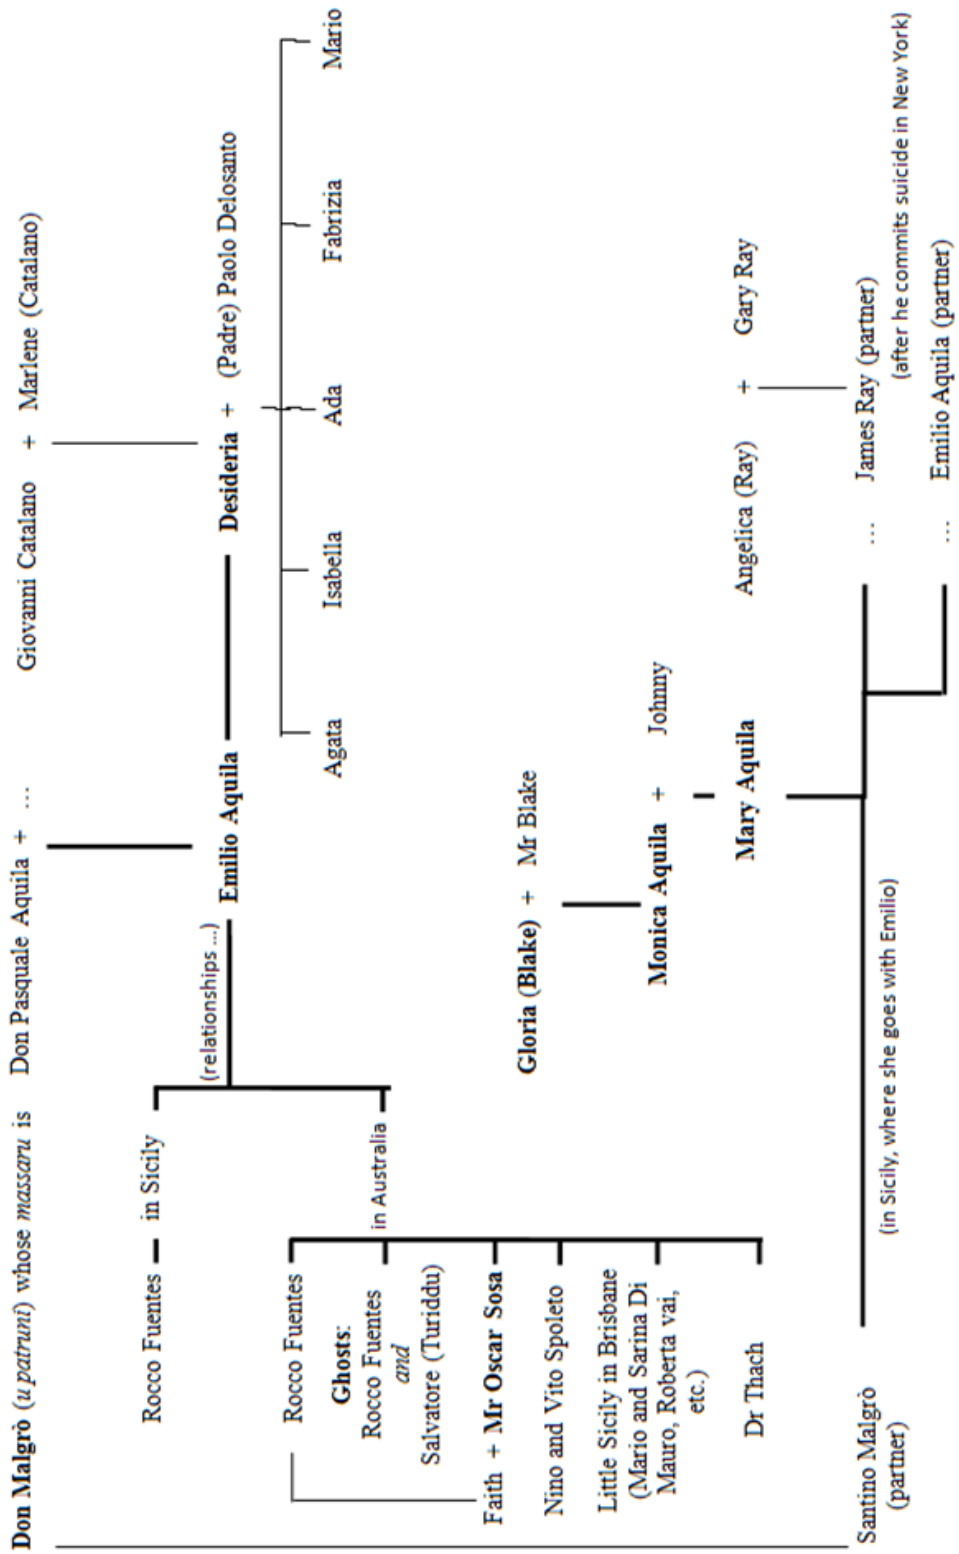 Don Malgrò (u patruni) whose massaru is Don Pasquale Aquila + ... Giovanni Catalano + Marlene (Catalano)
Rocco Fuentes in Sicily
(relationships ...)
Emilio Aquila Desideria + (Padre) Paolo Delosanto
Rocco Fuentes
Agata Isabella Ada Fabrizia Mario
Ghosts:
Rocco Fuentes
and
Salvatore (Turiddu)
in Australia
Faith + Mr Oscar Sosa
Gloria (Blake) + Mr Blake
Nino and Vito Spoleto
Little Sicily in Brisbane
(Mario and Sarina Di
Mauro, Roberta vai,
etc.)
Monica Aquila + Johnny
Dr Thach
Mary Aquila
Angelica (Ray) + Gary Ray
Santino Malgrò
(partner)
(in Sicily, where she goes with Emilio)
... James Ray (partner)
(after he commits suicide in New York)
... Emilio Aquila (partner)